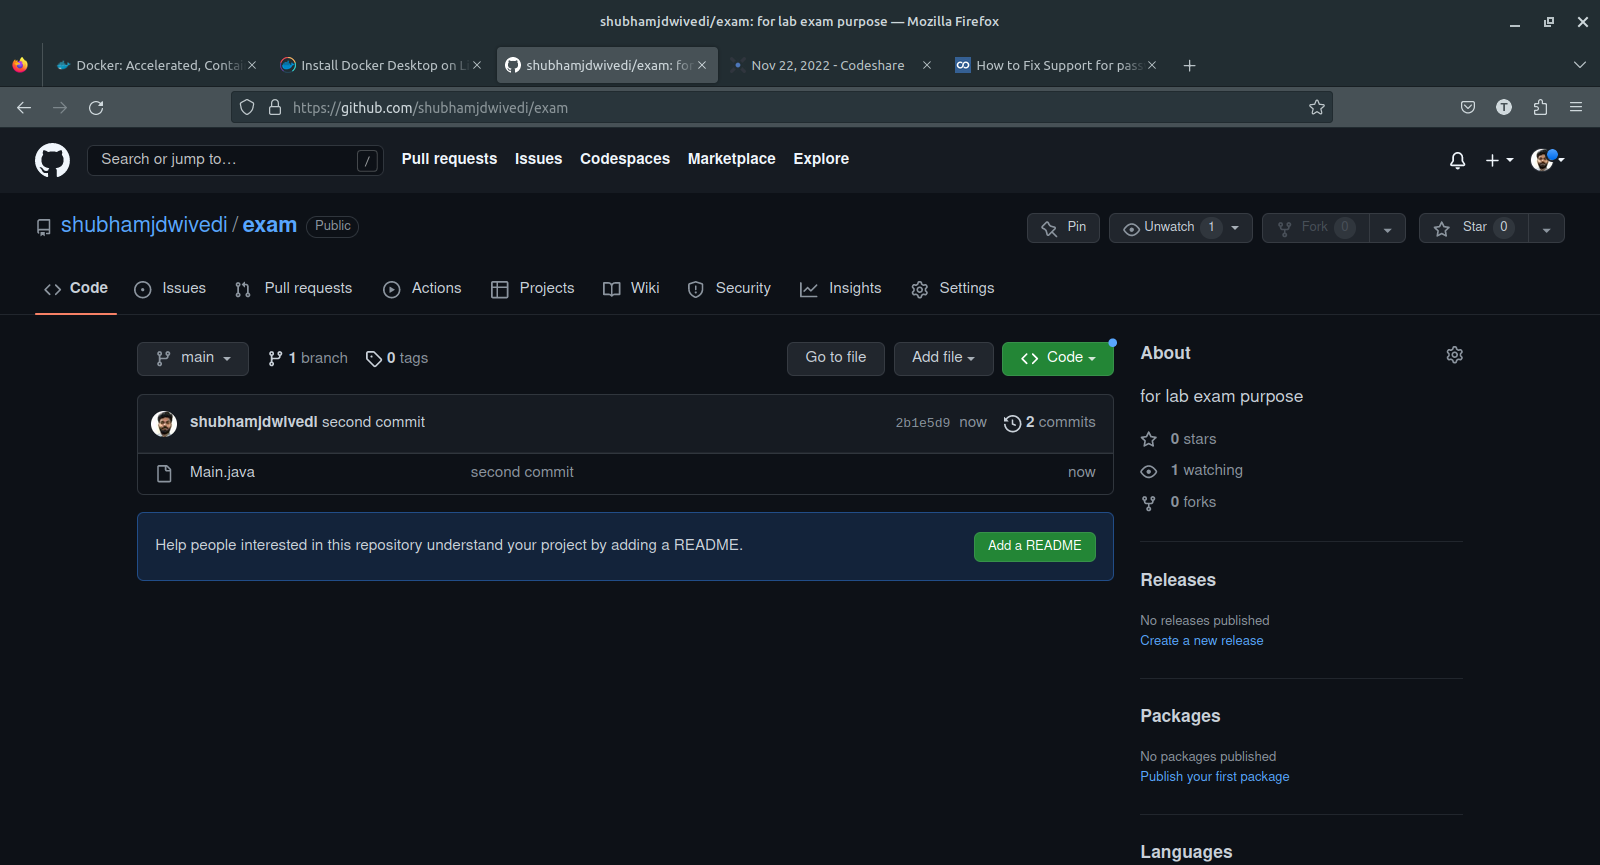 shubhamjdwivedi/exam: for lab exam purpose — Mozilla Firefox
Docker: Accelerated, Contai
Install Docker Desktop on Li
shubhamjdwivedi/exam: for
Nov 22, 2022 - Codeshare
How to Fix Support for pass
https://github.com/shubhamjdwivedi/exam
T
Search or jump to…
/
Pull requests
Issues
Codespaces
Marketplace
Explore
shubhamjdwivedi / exam Public
Pin
Unwatch 1
Fork 0
Star 0
Code
Issues
Pull requests
Actions
Projects
Wiki
Security
Insights
Settings
main
1 branch
0 tags
Go to file
Add file
Code
shubhamjdwivedi second commit
2b1e5d9 now
2 commits
Main.java
second commit
now
Help people interested in this repository understand your project by adding a README.
Add a README
About
for lab exam purpose
0 stars
1 watching
0 forks
Releases
No releases published
Create a new release
Packages
No packages published
Publish your first package
Languages